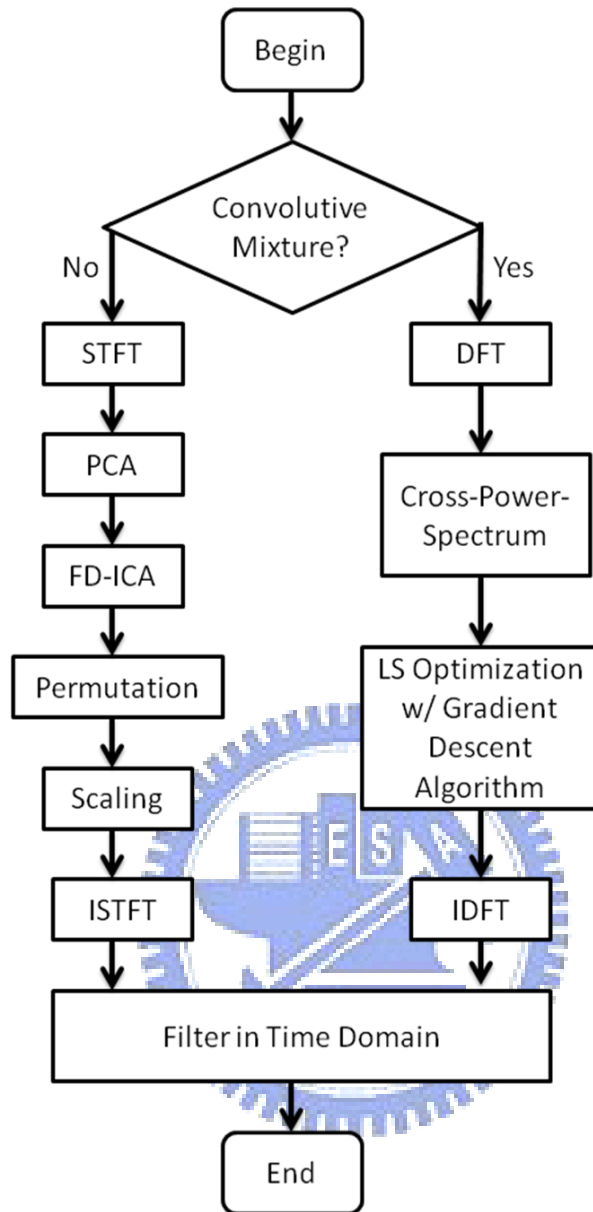 Begin
Convolutive
Mixture?
No
Yes
STFT
DFT
PCA
Cross-Power-
Spectrum
FD-ICA
Permutation
LS Optimization
w/ Gradient
Descent
Algorithm
Scaling
E S A
ISTFT
IDFT
Filter in Time Domain
End